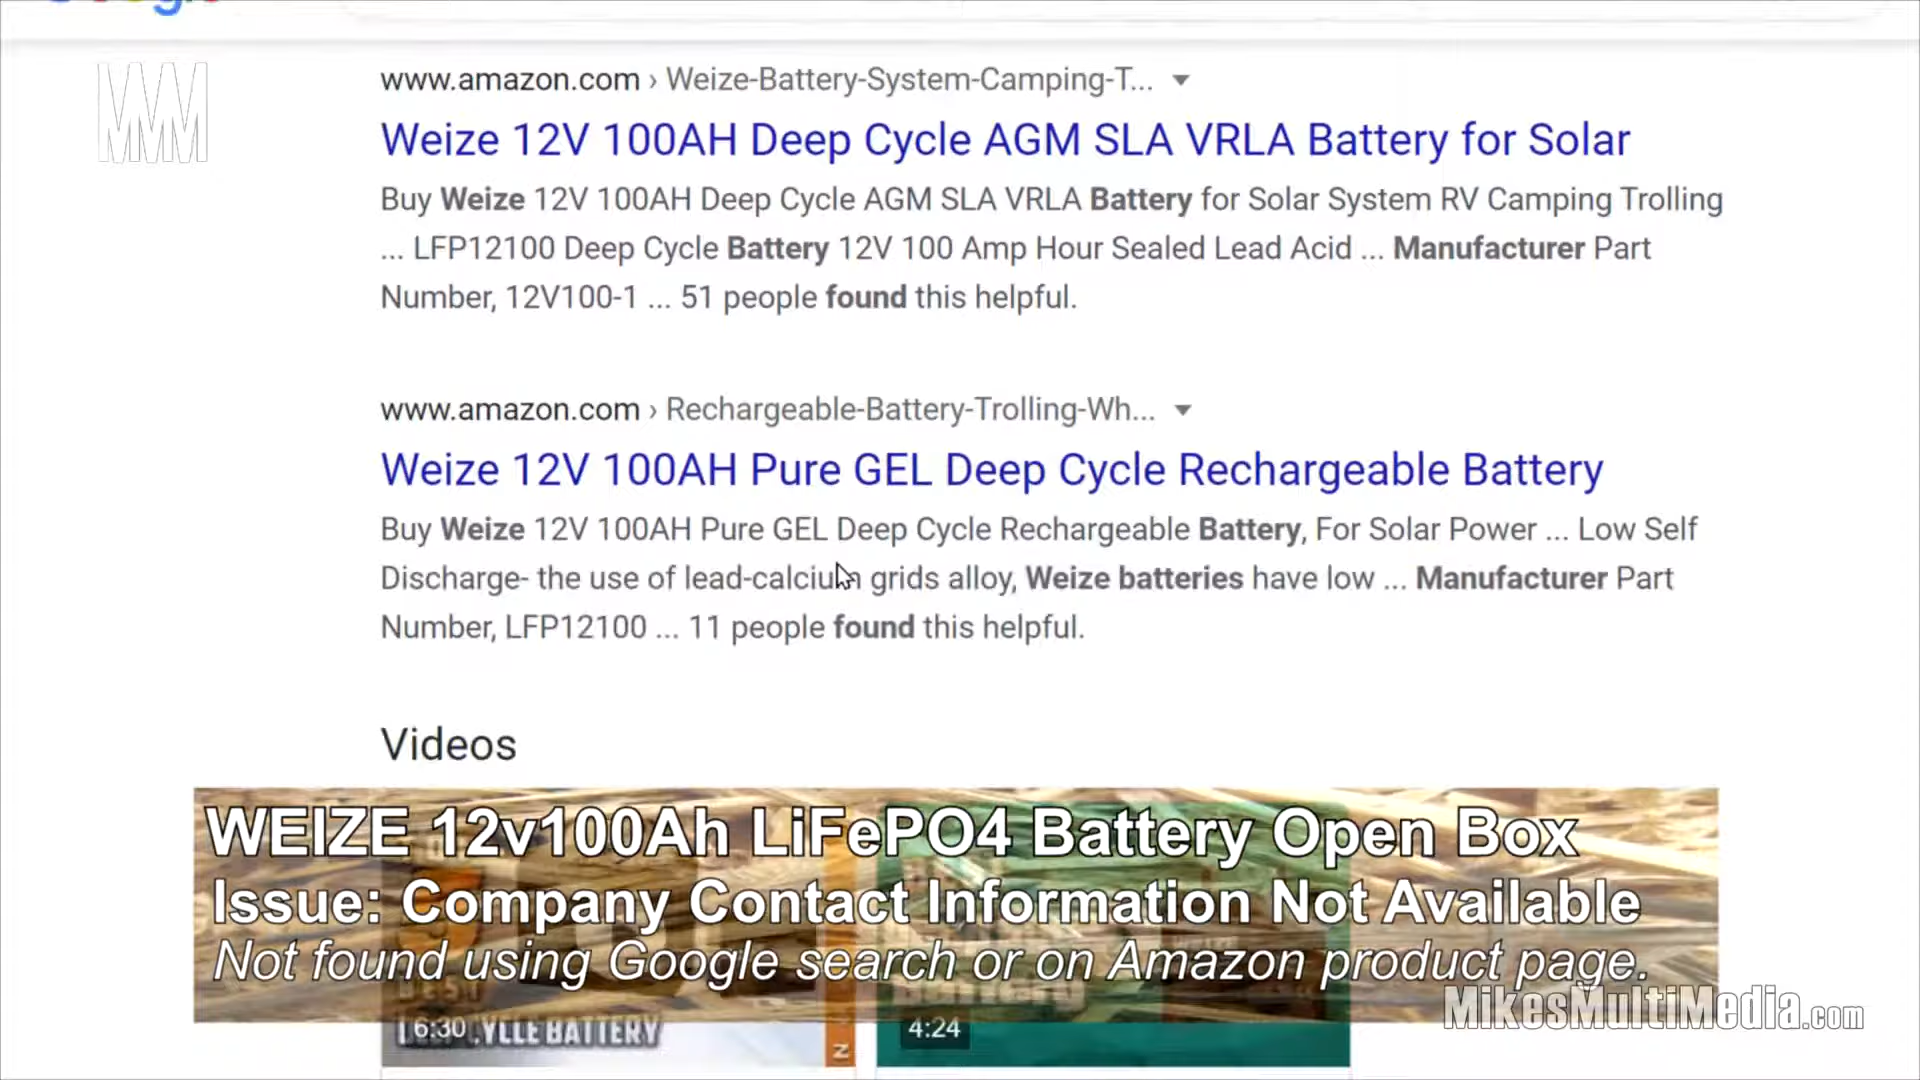 MMM
www.amazon.com › Weize-Battery-System-Camping-T...
Weize 12V 100AH Deep Cycle AGM SLA VRLA Battery for Solar
Buy Weize 12V 100AH Deep Cycle AGM SLA VRLA Battery for Solar System RV Camping Trolling
... LFP12100 Deep Cycle Battery 12V 100 Amp Hour Sealed Lead Acid ... Manufacturer Part
Number, 12V100-1 ... 51 people found this helpful.
www.amazon.com › Rechargeable-Battery-Trolling-Wh...
Weize 12V 100AH Pure GEL Deep Cycle Rechargeable Battery
Buy Weize 12V 100AH Pure GEL Deep Cycle Rechargeable Battery, For Solar Power ... Low Self
Discharge- the use of lead-calcium grids alloy, Weize batteries have low ... Manufacturer Part
Number, LFP12100 ... 11 people found this helpful.
Videos
WEIZE 12v100Ah LiFePO4 Battery Open Box
Issue: Company Contact Information Not Available
Not found using Google search or on Amazon product page.
MikesMultiMedia.com
6:30
BATTERY
4:24